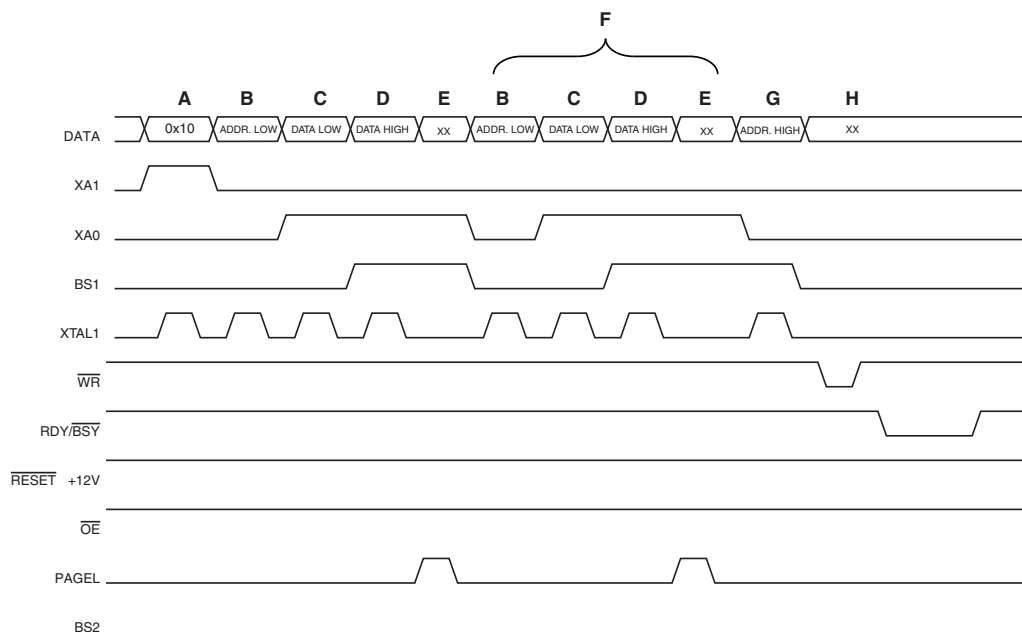 F
A B C D E B C D E G H
DATA 0x10 ADDR. LOW DATA LOW DATA HIGH XX ADDR. LOW DATA LOW DATA HIGH XX ADDR. HIGH XX
XA1
XA0
BS1
XTAL1
WR
RDY/BSY
RESET +12V
OE
PAGEL
BS2